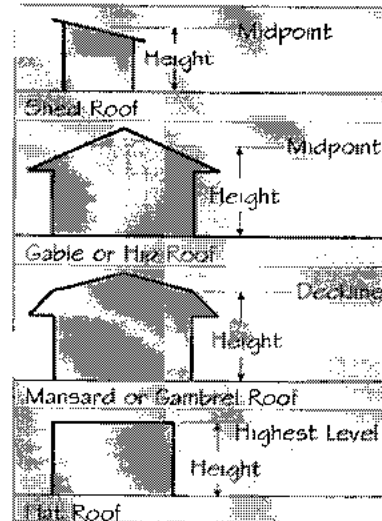 Midpoint
Height
Shed Roof
Midpoint
Height
Gable or Hip Roof
Deckline
Height
Mansard or Gambrel Roof
Highest Level
Height
Flat Roof